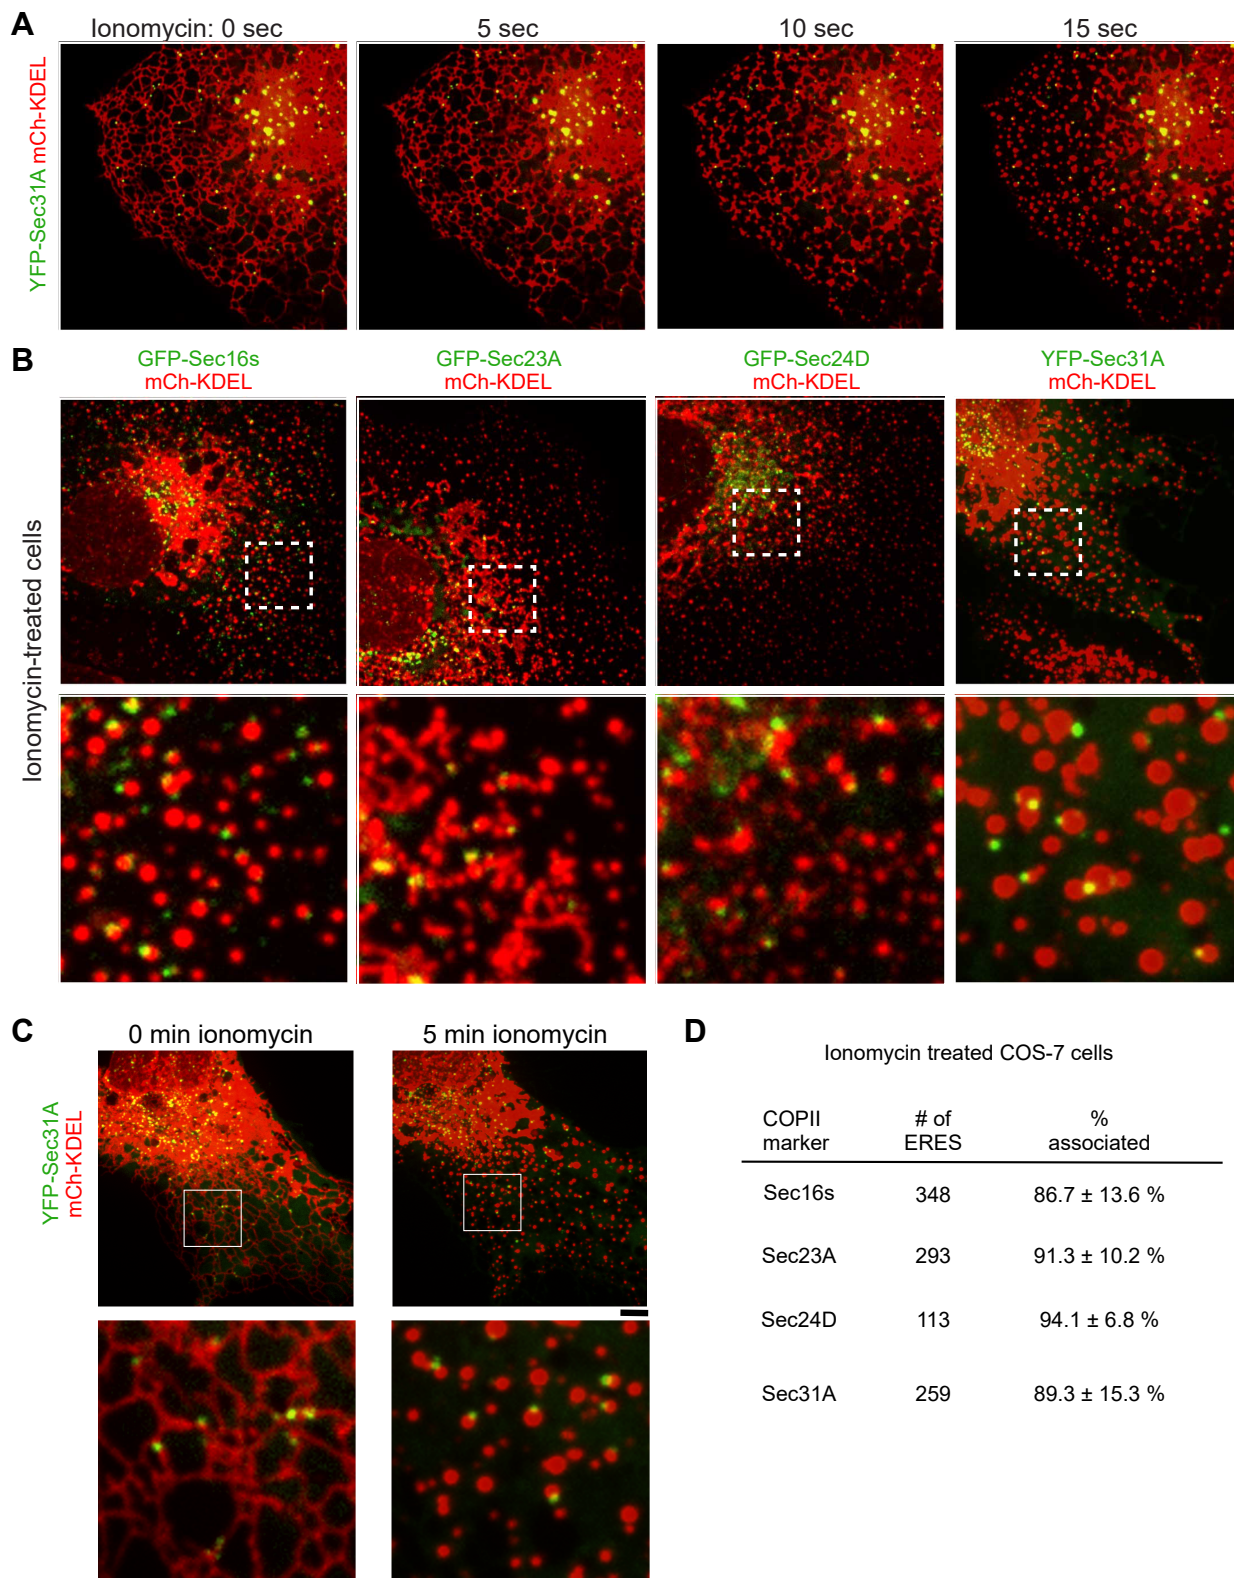 A
Ionomycin: 0 sec
5 sec
10 sec
15 sec
YFP-Sec31A mCh-KDEL
B
GFP-Sec16s
mCh-KDEL
GFP-Sec23A
mCh-KDEL
GFP-Sec24D
mCh-KDEL
YFP-Sec31A
mCh-KDEL
Ionomycin-treated cells
C
0 min ionomycin
5 min ionomycin
YFP-Sec31A
mCh-KDEL
D
Ionomycin treated COS-7 cells
COPII marker
# of ERES
% associated
Sec16s 348 86.7 ± 13.6 %
Sec23A 293 91.3 ± 10.2 %
Sec24D 113 94.1 ± 6.8 %
Sec31A 259 89.3 ± 15.3 %